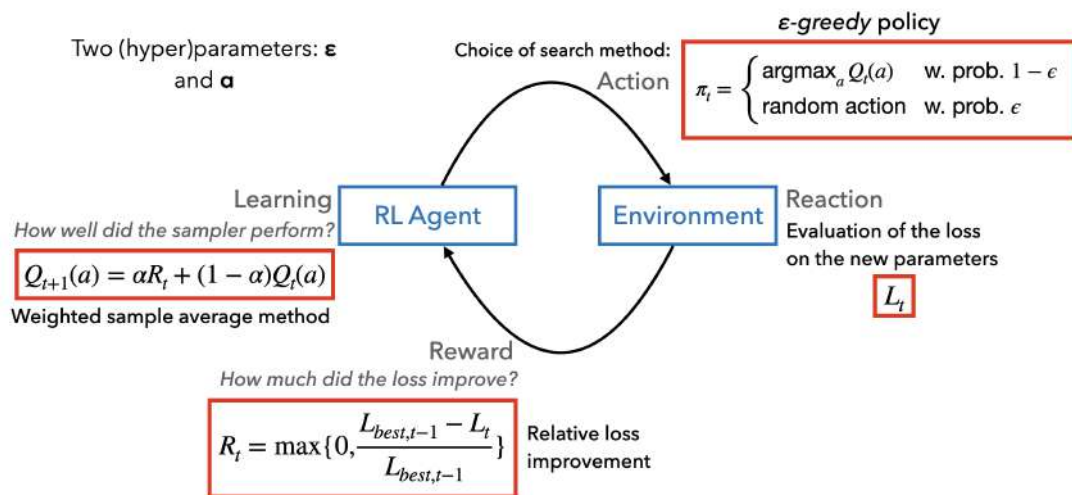 Two (hyper)parameters: ε
and α
ε-greedy policy
Choice of search method:
Action
π_t = { argmax_a Q_t(a) w. prob. 1 − ϵ
random action w. prob. ϵ
Learning
How well did the sampler perform?
Q_{t+1}(a) = αR_t + (1 − α)Q_t(a)
Weighted sample average method
RL Agent
Environment
Reaction
Evaluation of the loss
on the new parameters
L_t
Reward
How much did the loss improve?
R_t = max{0, \frac{L_{best,t−1} − L_t}{L_{best,t−1}}}
Relative loss
improvement